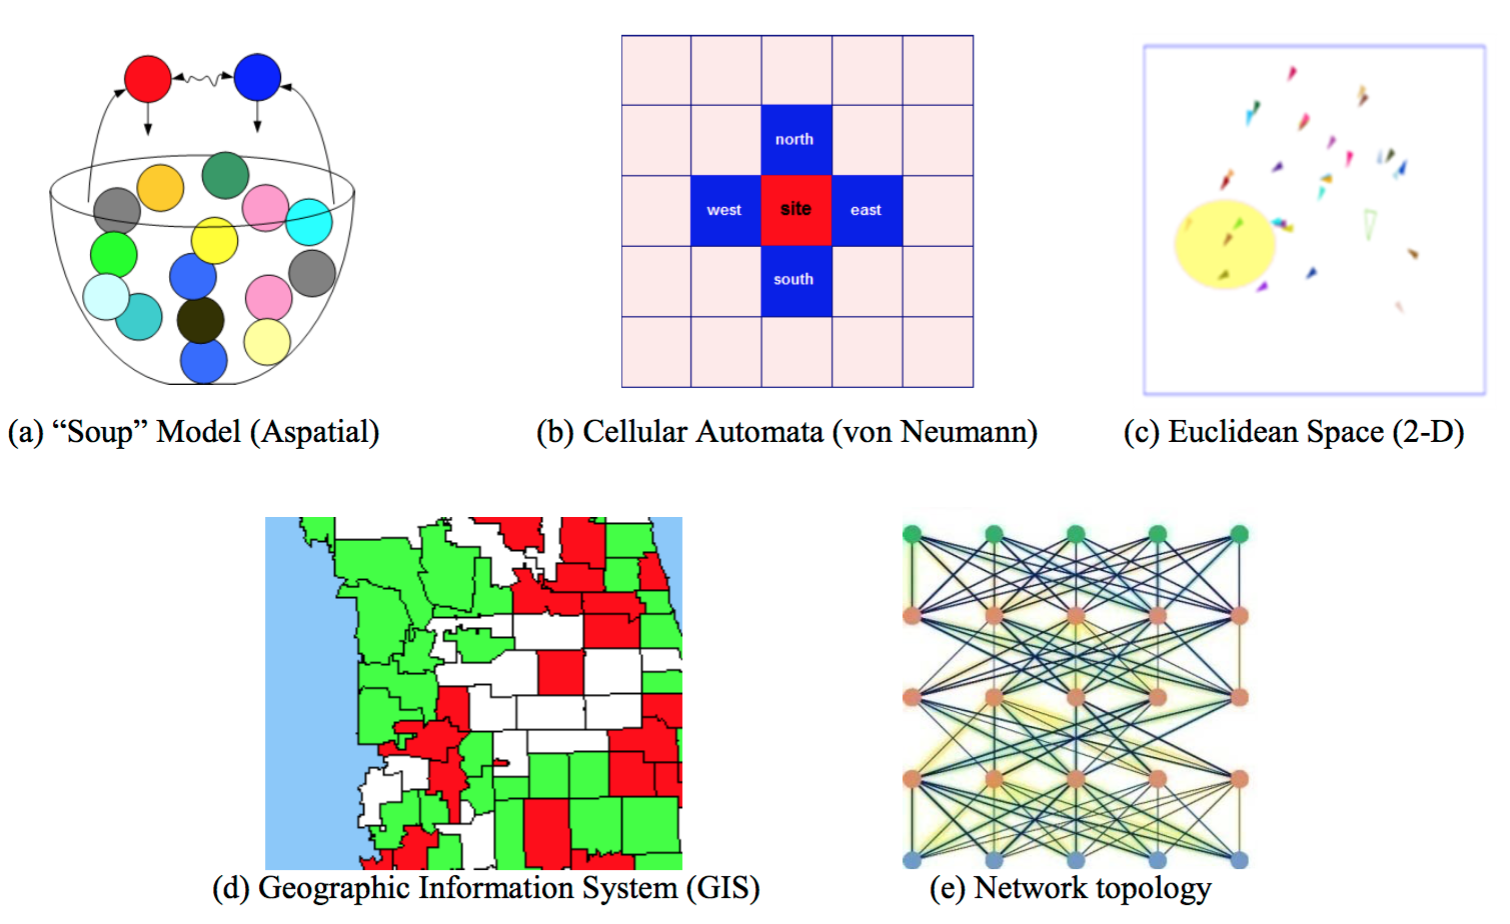 north
west
site
east
south
(a) “Soup” Model (Aspatial)
(b) Cellular Automata (von Neumann)
(c) Euclidean Space (2-D)
(d) Geographic Information System (GIS)
(e) Network topology